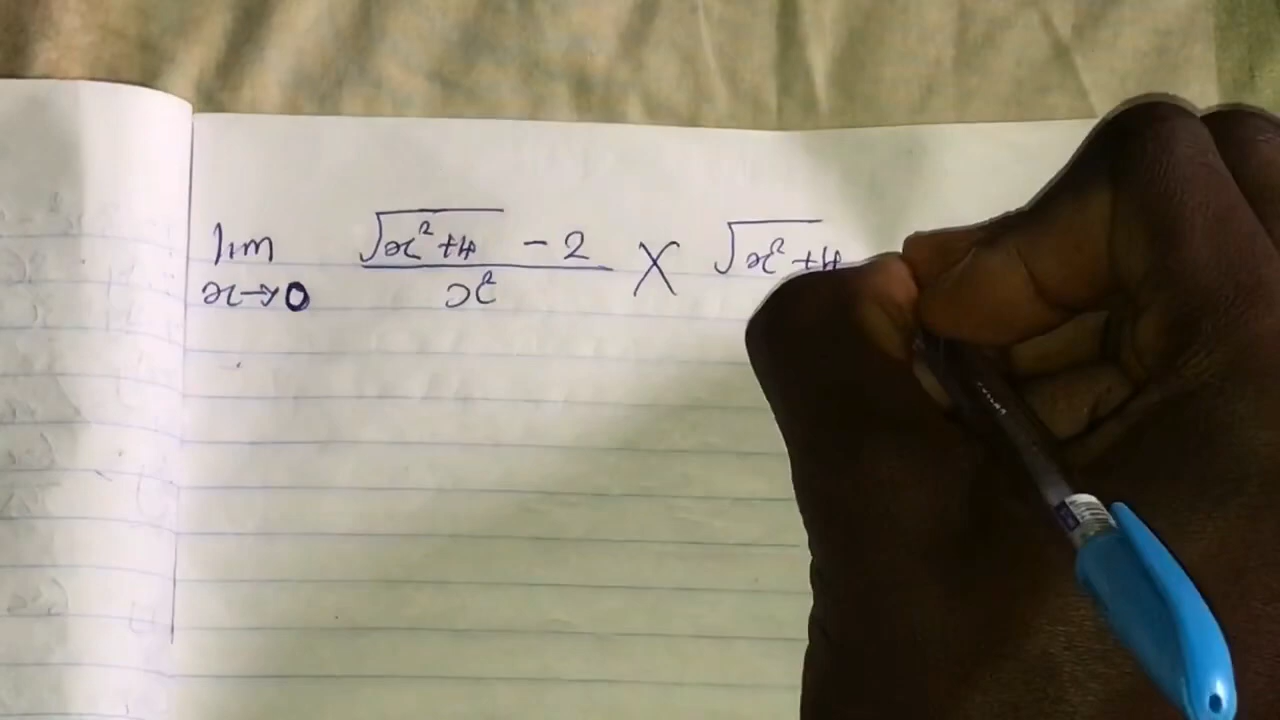 lim √x²+4 - 2 X √x²+4
x→0 x²